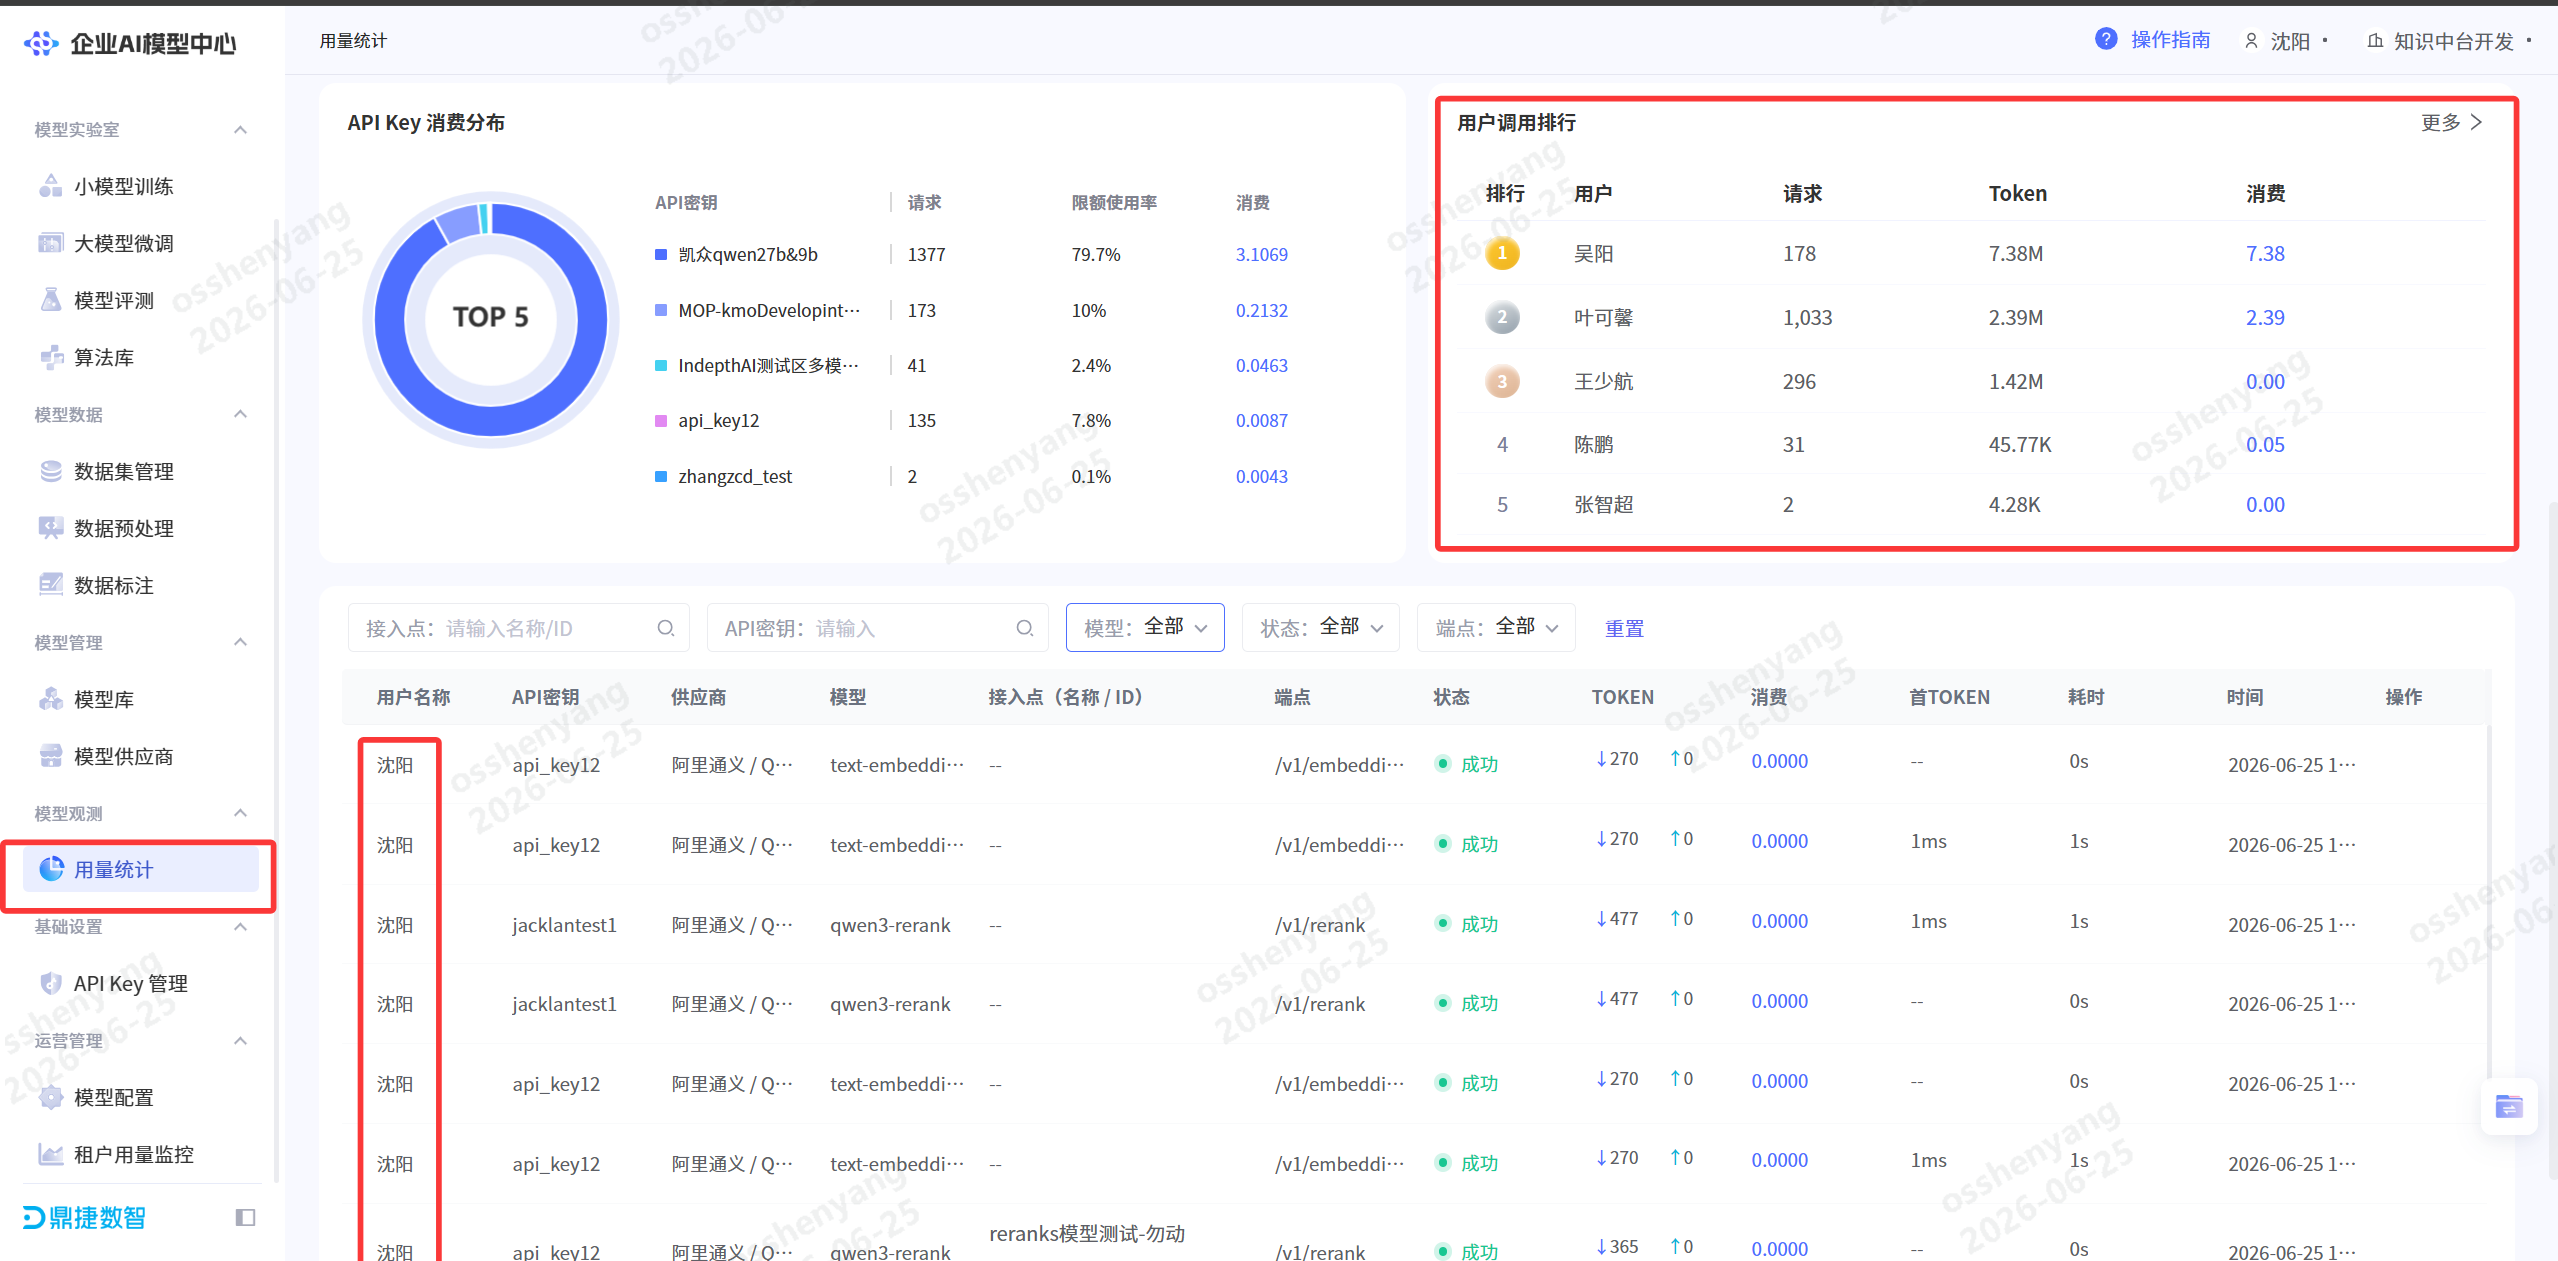 企业AI模型中心
用量统计
操作指南
沈阳
知识中台开发
模型实验室
小模型训练
大模型微调
模型评测
算法库
模型数据
数据集管理
数据预处理
数据标注
模型管理
模型库
模型供应商
模型观测
用量统计
基础设置
API Key 管理
运营管理
模型配置
租户用量监控
鼎捷数智
API Key 消费分布
TOP 5
API密钥 请求 限额使用率 消费
凯众qwen27b&9b 1377 79.7% 3.1069
MOP-kmoDevelopint··· 173 10% 0.2132
IndepthAI测试区多模··· 41 2.4% 0.0463
api_key12 135 7.8% 0.0087
zhangzcd_test 2 0.1% 0.0043
用户调用排行 更多
排行 用户 请求 Token 消费
1 吴阳 178 7.38M 7.38
2 叶可馨 1,033 2.39M 2.39
3 王少航 296 1.42M 0.00
4 陈鹏 31 45.77K 0.05
5 张智超 2 4.28K 0.00
接入点: 请输入名称/ID API密钥: 请输入 模型: 全部 状态: 全部 端点: 全部 重置
用户名称 API密钥 供应商 模型 接入点（名称 / ID） 端点 状态 TOKEN 消费 首TOKEN 耗时 时间 操作
沈阳 api_key12 阿里通义 / Q··· text-embeddi··· -- /v1/embeddi··· 成功 ↓270 ↑0 0.0000 -- 0s 2026-06-25 1···
沈阳 api_key12 阿里通义 / Q··· text-embeddi··· -- /v1/embeddi··· 成功 ↓270 ↑0 0.0000 1ms 1s 2026-06-25 1···
沈阳 jacklantest1 阿里通义 / Q··· qwen3-rerank -- /v1/rerank 成功 ↓477 ↑0 0.0000 1ms 1s 2026-06-25 1···
沈阳 jacklantest1 阿里通义 / Q··· qwen3-rerank -- /v1/rerank 成功 ↓477 ↑0 0.0000 -- 0s 2026-06-25 1···
沈阳 api_key12 阿里通义 / Q··· text-embeddi··· -- /v1/embeddi··· 成功 ↓270 ↑0 0.0000 -- 0s 2026-06-25 1···
沈阳 api_key12 阿里通义 / Q··· text-embeddi··· -- /v1/embeddi··· 成功 ↓270 ↑0 0.0000 1ms 1s 2026-06-25 1···
沈阳 api_key12 阿里通义 / Q··· qwen3-rerank reranks模型测试-勿动 /v1/rerank 成功 ↓365 ↑0 0.0000 -- 0s 2026-06-25 1···
osshenyang
2026-06-25